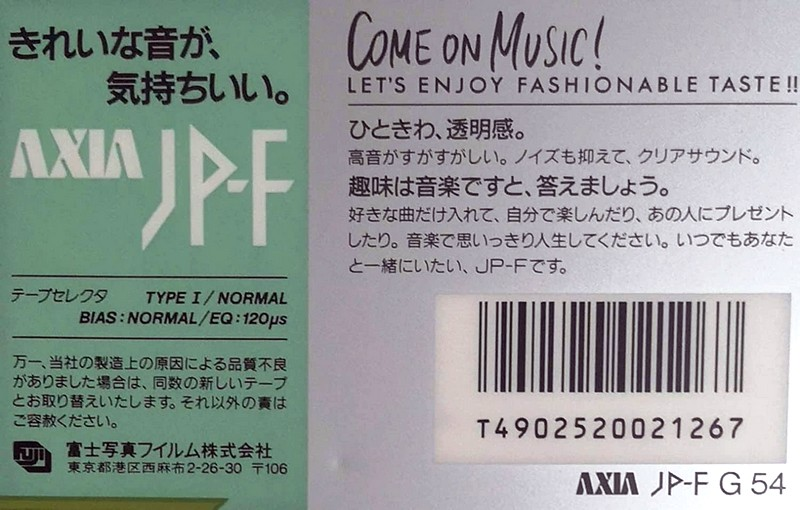 きれいな音が、
気持ちいい。
AXIA JP-F
テープセレクタ TYPE I/NORMAL
BIAS:NORMAL/EQ:120μs
万一、当社の製造上の原因による品質不良
がありました場合は、同数の新しいテープ
とお取り替えいたします。それ以外の責は
ご容赦ください。
FUJI 富士写真フイルム株式会社
東京都港区西麻布2-26-30 〒106
COME ON MUSIC!
LET'S ENJOY FASHIONABLE TASTE!!
ひときわ、透明感。
高音がすがすがしい。ノイズも抑えて、クリアサウンド。
趣味は音楽ですと、答えましょう。
好きな曲だけ入れて、自分で楽しんだり、あの人にプレゼント
したり。音楽で思いっきり人生してください。いつでもあなた
と一緒にいたい、JP-Fです。
T4902520021267
AXIA JP-F G 54